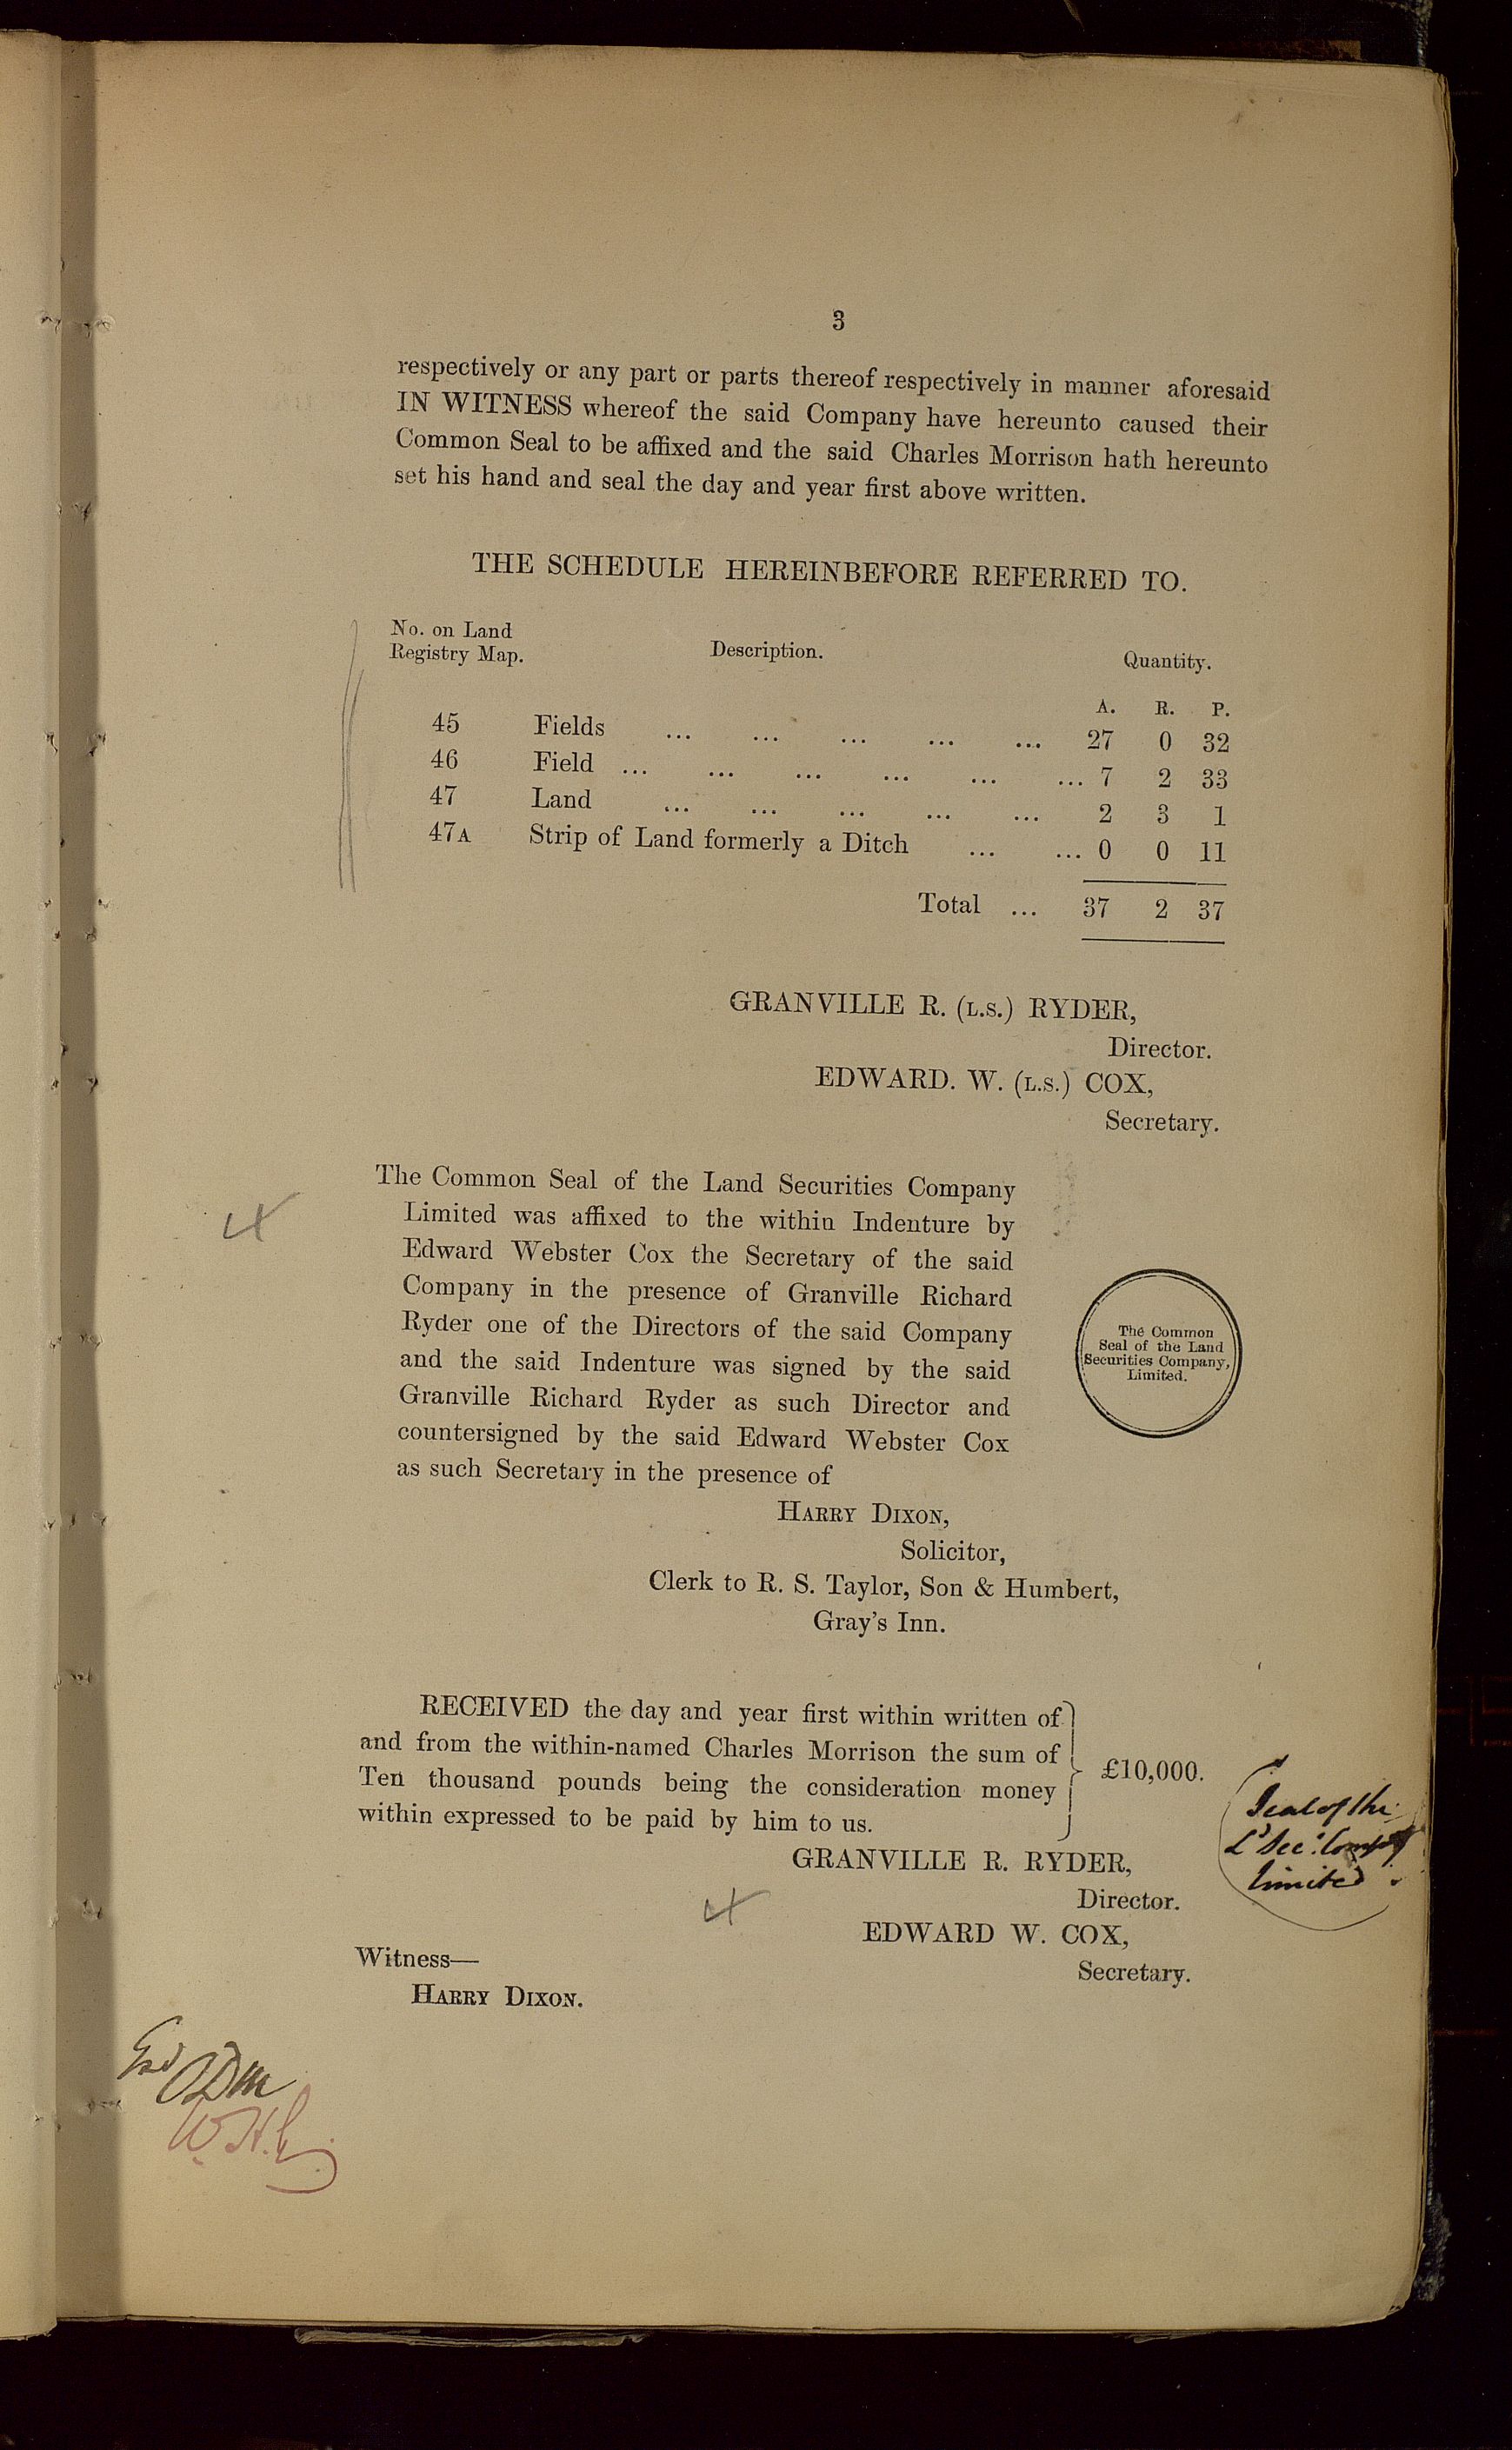 3
respectively or any part or parts thereof respectively in manner aforesaid
IN WITNESS whereof the said Company have hereunto caused their
Common Seal to be affixed and the said Charles Morrison hath hereunto
set his hand and seal the day and year first above written.
THE SCHEDULE HEREINBEFORE REFERRED TO.
No. on Land
Registry Map. Description. Quantity.
A. R. P.
45 Fields ... ... ... ... ... 27 0 32
46 Field ... ... ... ... ... ... 7 2 33
47 Land ... ... ... ... ... 2 3 1
47A Strip of Land formerly a Ditch ... ... 0 0 11
Total ... 37 2 37
GRANVILLE R. (L.S.) RYDER,
Director.
EDWARD. W. (L.S.) COX,
Secretary.
The Common Seal of the Land Securities Company
Limited was affixed to the within Indenture by
Edward Webster Cox the Secretary of the said
Company in the presence of Granville Richard
Ryder one of the Directors of the said Company
and the said Indenture was signed by the said
Granville Richard Ryder as such Director and
countersigned by the said Edward Webster Cox
as such Secretary in the presence of
The Common
Seal of the Land
Securities Company,
Limited.
HARRY DIXON,
Solicitor,
Clerk to R. S. Taylor, Son & Humbert,
Gray's Inn.
RECEIVED the day and year first within written of
and from the within-named Charles Morrison the sum of
Ten thousand pounds being the consideration money
within expressed to be paid by him to us.
£10,000.
Seal of the
Ld Sec. Compy
Limited
GRANVILLE R. RYDER,
Director.
EDWARD W. COX,
Secretary.
Witness—
HARRY DIXON.